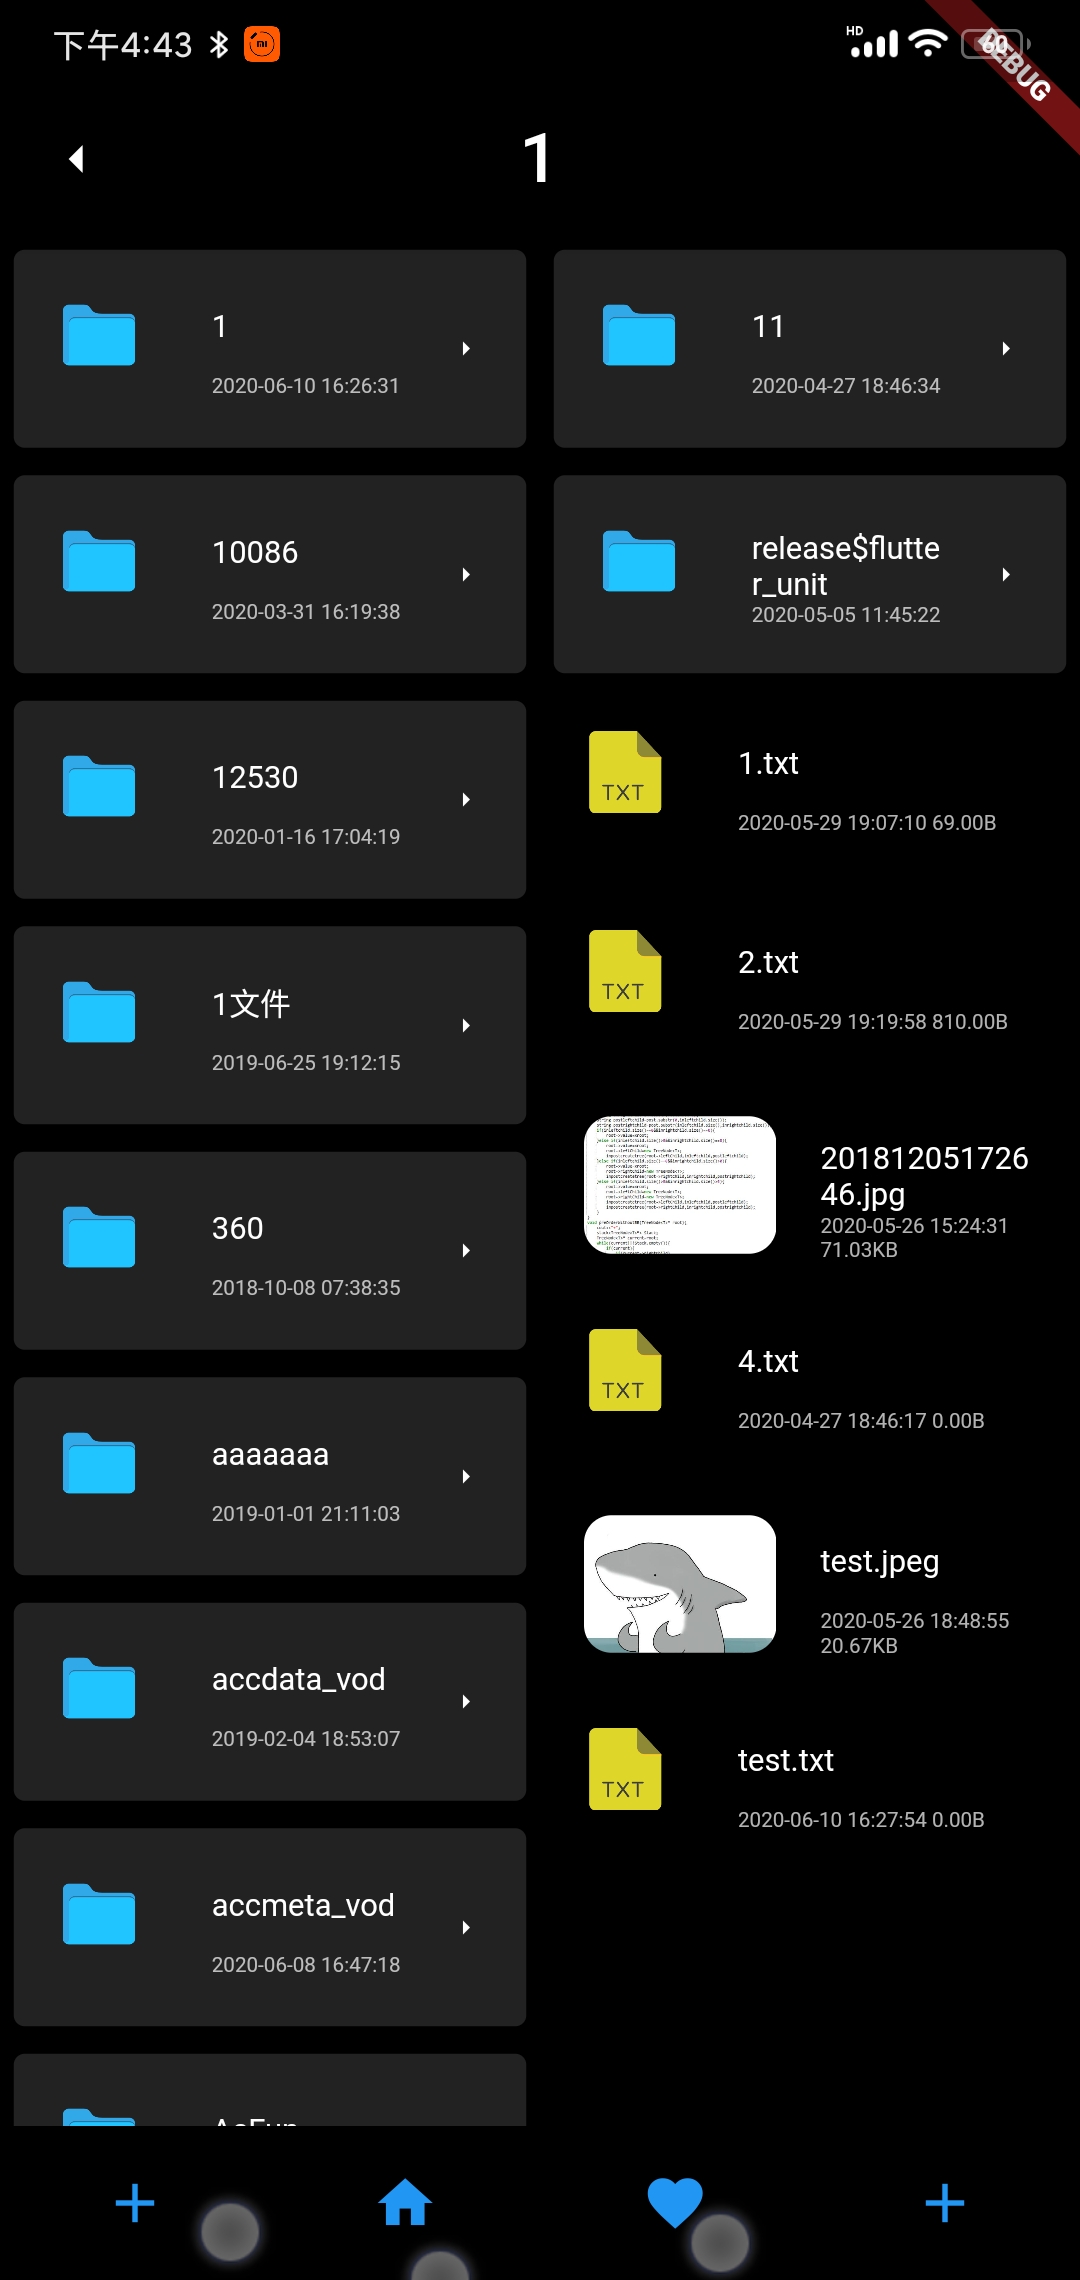 下午4:43
HD
60
DEBUG
1
1
2020-06-10 16:26:31
10086
2020-03-31 16:19:38
12530
2020-01-16 17:04:19
1文件
2019-06-25 19:12:15
360
2018-10-08 07:38:35
aaaaaaa
2019-01-01 21:11:03
accdata_vod
2019-02-04 18:53:07
accmeta_vod
2020-06-08 16:47:18
11
2020-04-27 18:46:34
release$flutte
r_unit
2020-05-05 11:45:22
TXT
1.txt
2020-05-29 19:07:10 69.00B
TXT
2.txt
2020-05-29 19:19:58 810.00B
201812051726
46.jpg
2020-05-26 15:24:31
71.03KB
TXT
4.txt
2020-04-27 18:46:17 0.00B
test.jpeg
2020-05-26 18:48:55
20.67KB
TXT
test.txt
2020-06-10 16:27:54 0.00B